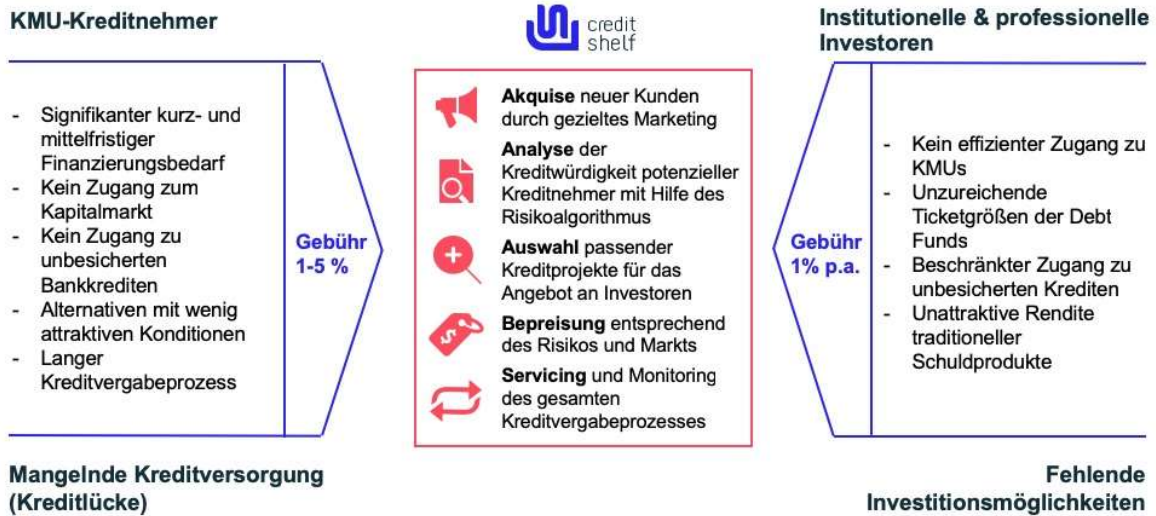 KMU-Kreditnehmer
- Signifikanter kurz- und
mittelfristiger
Finanzierungsbedarf
- Kein Zugang zum
Kapitalmarkt
- Kein Zugang zu
unbesicherten
Bankkrediten
- Alternativen mit wenig
attraktiven Konditionen
- Langer
Kreditvergabeprozess
Gebühr
1-5 %
Mangelnde Kreditversorgung
(Kreditlücke)
credit
shelf
Akquise neuer Kunden
durch gezieltes Marketing
Analyse der
Kreditwürdigkeit potenzieller
Kreditnehmer mit Hilfe des
Risikoalgorithmus
Auswahl passender
Kreditprojekte für das
Angebot an Investoren
$
Bepreisung entsprechend
des Risikos und Markts
Servicing und Monitoring
des gesamten
Kreditvergabeprozesses
Institutionelle & professionelle
Investoren
Gebühr
1% p.a.
- Kein effizienter Zugang zu
KMUs
- Unzureichende
Ticketgrößen der Debt
Funds
- Beschränkter Zugang zu
unbesicherten Krediten
- Unattraktive Rendite
traditioneller
Schuldprodukte
Fehlende
Investitionsmöglichkeiten